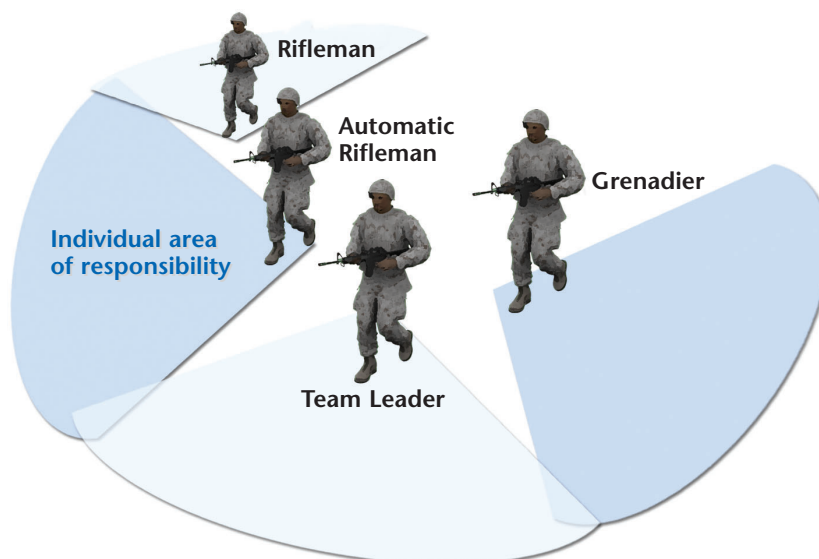 Rifleman
Automatic
Rifleman
Grenadier
Individual area
of responsibility
Team Leader